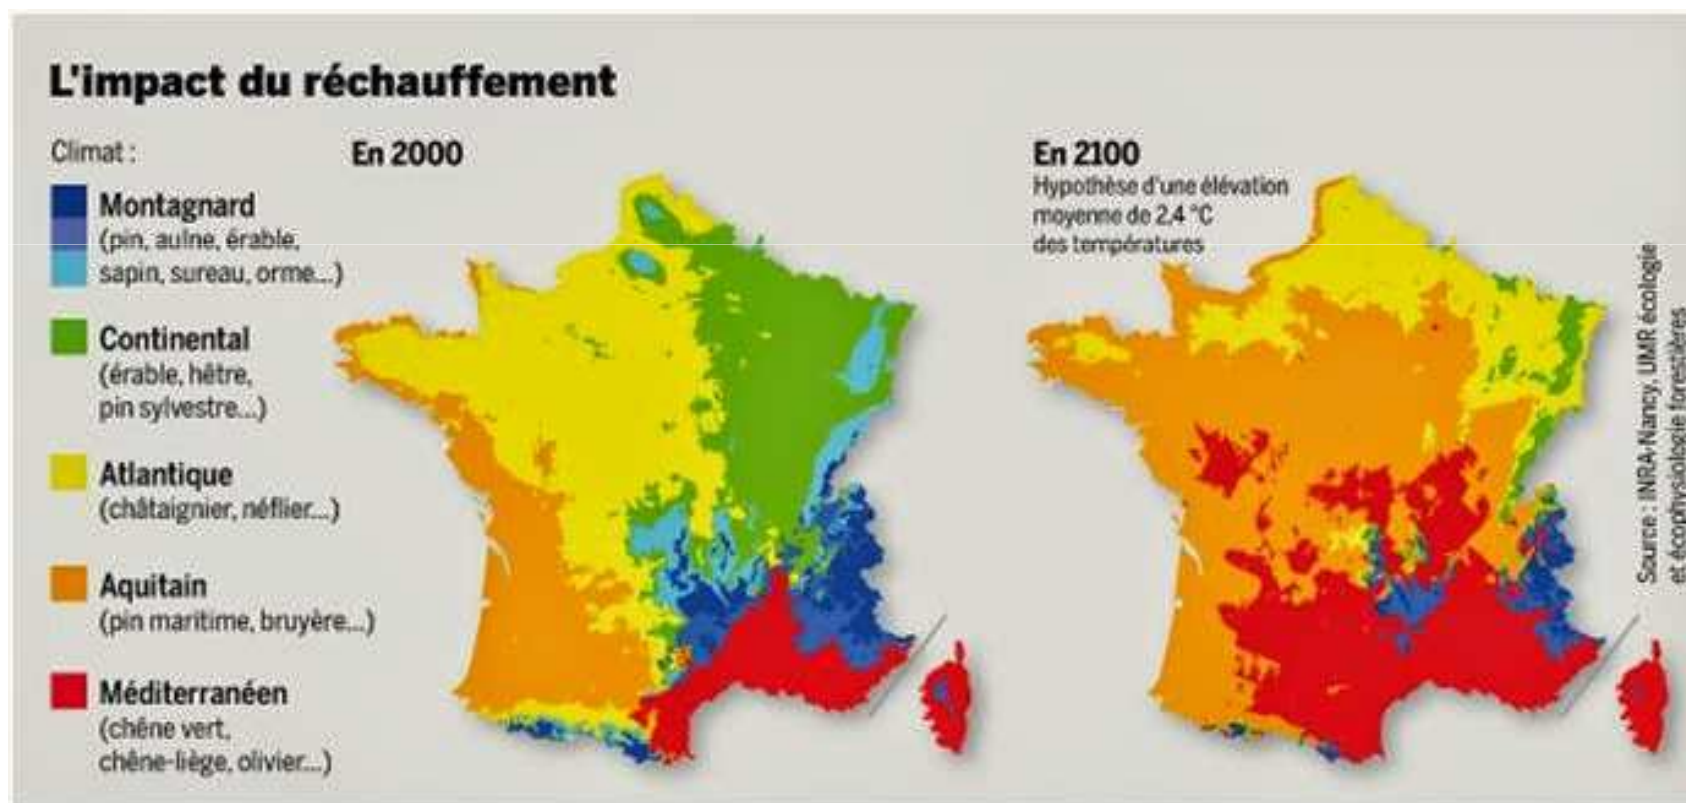 L'impact du réchauffement
Climat :
Montagnard
(pin, aulne, érable,
sapin, sureau, orme...)
Continental
(érable, hêtre,
pin sylvestre...)
Atlantique
(châtaignier, néflier...)
Aquitain
(pin maritime, bruyère...)
Méditerranéen
(chêne vert,
chêne-liège, olivier...)
En 2000
En 2100
Hypothèse d'une élévation
moyenne de 2,4 °C
des températures
Source : INRA-Nancy, UMR écologie
et écophysiologie forestières